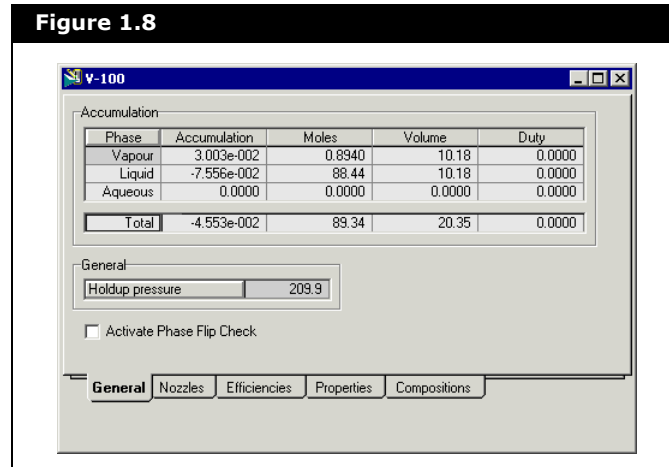 Figure 1.8
V-100
Accumulation
Phase Accumulation Moles Volume Duty
Vapour 3.003e-002 0.8940 10.18 0.0000
Liquid -7.556e-002 88.44 10.18 0.0000
Aqueous 0.0000 0.0000 0.0000 0.0000
Total -4.553e-002 89.34 20.35 0.0000
General
Holdup pressure 209.9
Activate Phase Flip Check
General Nozzles Efficiencies Properties Compositions